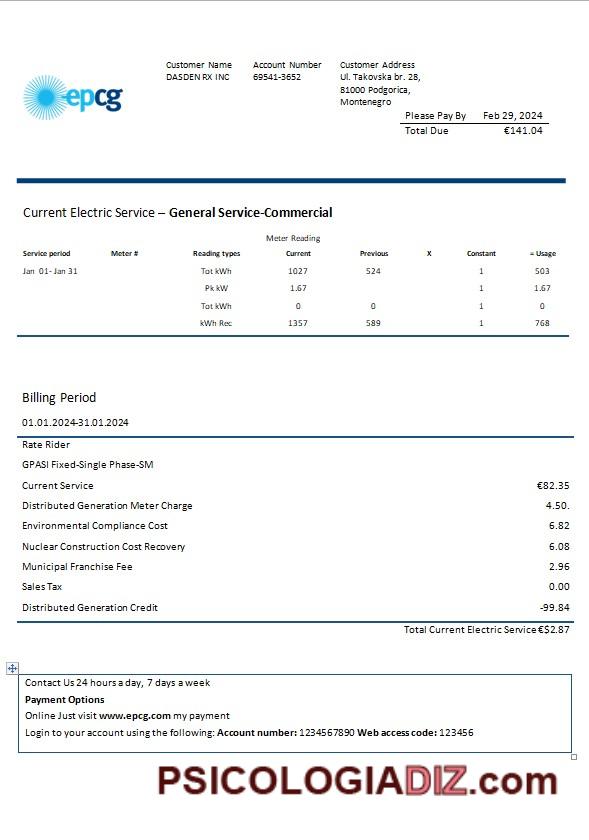 Customer Name Account Number Customer Address
DASDEN RX INC 69541-3652 Ul. Takovska br. 28,
81000 Podgorica,
Montenegro
epcg
Please Pay By Feb 29, 2024
Total Due €141.04
Current Electric Service – General Service-Commercial
Meter Reading
Service period Meter # Reading types Current Previous X Constant = Usage
Jan 01- Jan 31 Tot kWh 1027 524 1 503
Pk kW 1.67 1 1.67
Tot kWh 0 0 1 0
kWh Rec 1357 589 1 768
Billing Period
01.01.2024-31.01.2024
Rate Rider
GPASI Fixed-Single Phase-SM
Current Service €82.35
Distributed Generation Meter Charge 4.50.
Environmental Compliance Cost 6.82
Nuclear Construction Cost Recovery 6.08
Municipal Franchise Fee 2.96
Sales Tax 0.00
Distributed Generation Credit -99.84
Total Current Electric Service €$2.87
Contact Us 24 hours a day, 7 days a week
Payment Options
Online Just visit www.epcg.com my payment
Login to your account using the following: Account number: 1234567890 Web access code: 123456
PSICOLOGIADIZ.com